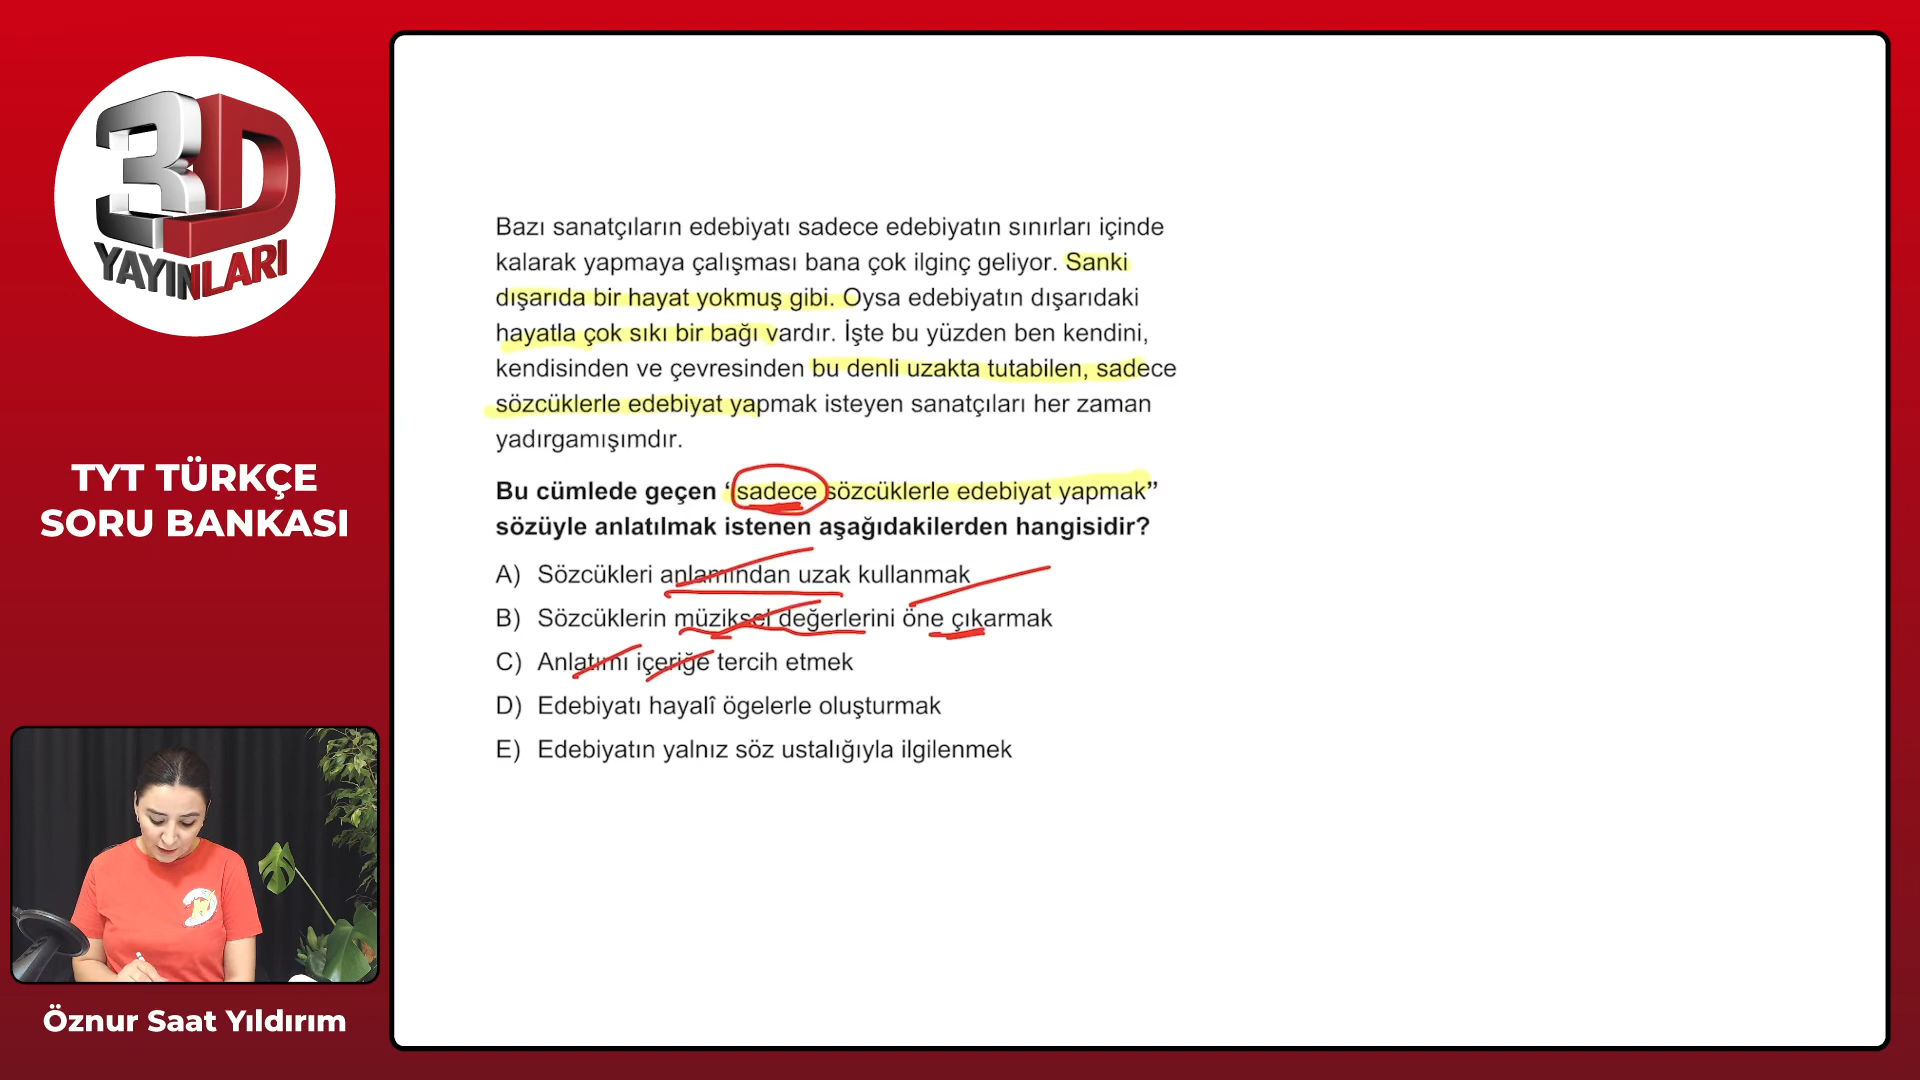 3D
YAYINLARI
TYT TÜRKÇE
SORU BANKASI
Öznur Saat Yıldırım
Bazı sanatçıların edebiyatı sadece edebiyatın sınırları içinde
kalarak yapmaya çalışması bana çok ilginç geliyor. Sanki
dışarıda bir hayat yokmuş gibi. Oysa edebiyatın dışarıdaki
hayatla çok sıkı bir bağı vardır. İşte bu yüzden ben kendini,
kendisinden ve çevresinden bu denli uzakta tutabilen, sadece
sözcüklerle edebiyat yapmak isteyen sanatçıları her zaman
yadırgamışımdır.
Bu cümlede geçen “sadece sözcüklerle edebiyat yapmak”
sözüyle anlatılmak istenen aşağıdakilerden hangisidir?
A) Sözcükleri anlamından uzak kullanmak
B) Sözcüklerin müziksel değerlerini öne çıkarmak
C) Anlatımı içeriğe tercih etmek
D) Edebiyatı hayalî ögelerle oluşturmak
E) Edebiyatın yalnız söz ustalığıyla ilgilenmek